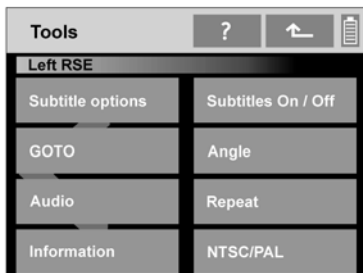 Tools ?
Left RSE
Subtitle options Subtitles On / Off
GOTO Angle
Audio Repeat
Information NTSC/PAL